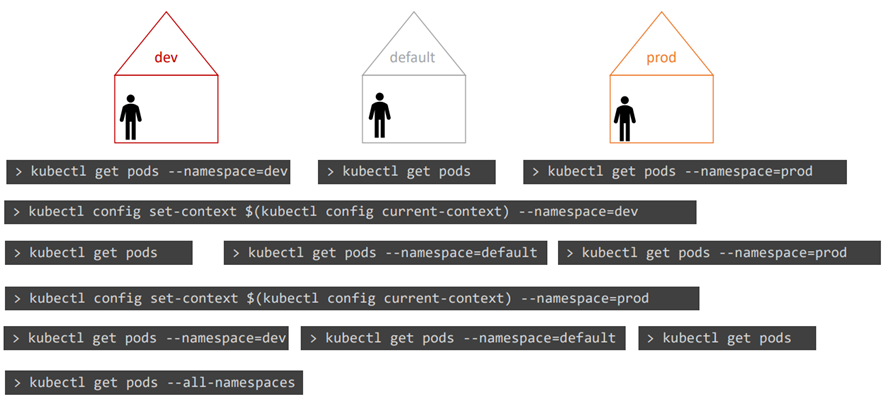 dev
default
prod
> kubectl get pods --namespace=dev
> kubectl get pods
> kubectl get pods --namespace=prod
> kubectl config set-context $(kubectl config current-context) --namespace=dev
> kubectl get pods
> kubectl get pods --namespace=default
> kubectl get pods --namespace=prod
> kubectl config set-context $(kubectl config current-context) --namespace=prod
> kubectl get pods --namespace=dev
> kubectl get pods --namespace=default
> kubectl get pods
> kubectl get pods --all-namespaces